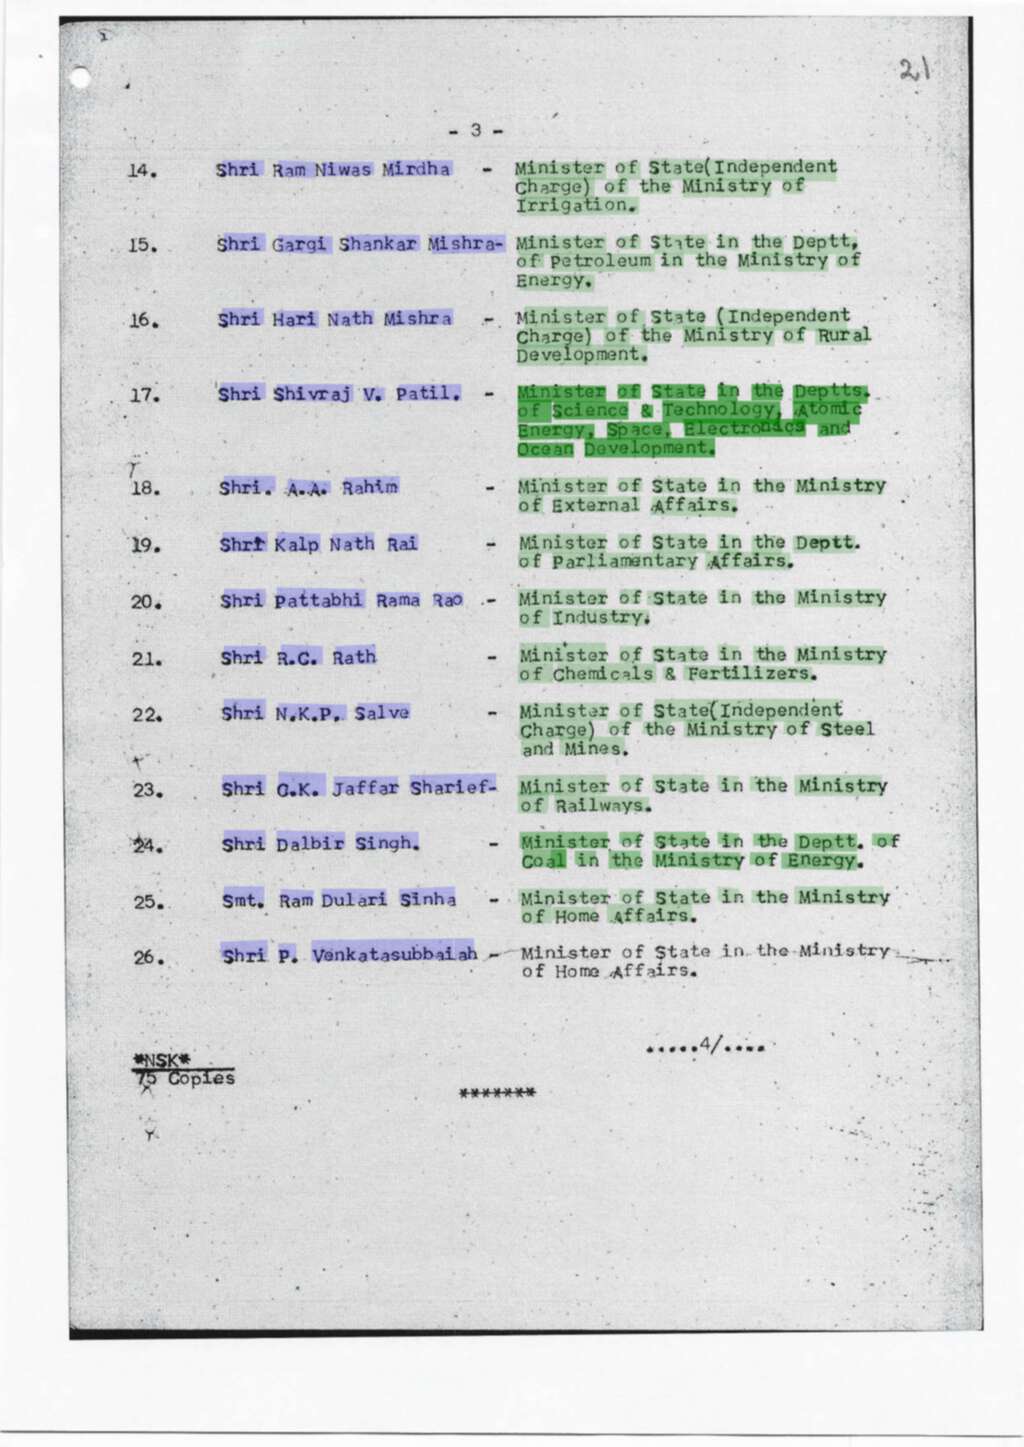 21
- 3 -
14. Shri Ram Niwas Mirdha - Minister of State(Independent
Charge) of the Ministry of
Irrigation.
15. Shri Gargi Shankar Mishra- Minister of State in the Deptt.
of Petroleum in the Ministry of
Energy.
16. Shri Hari Nath Mishra - Minister of State (Independent
Charge) of the Ministry of Rural
Development.
17. Shri Shivraj V. Patil. - Minister of State in the Deptts.
of Science & Technology, Atomic
Energy, Space, Electronics and
Ocean Development.
18. Shri. A.A. Rahim - Minister of State in the Ministry
of External Affairs.
19. Shri Kalp Nath Rai - Minister of State in the Deptt.
of Parliamentary Affairs.
20. Shri Pattabhi Rama Rao - Minister of State in the Ministry
of Industry.
21. Shri R.C. Rath - Minister of State in the Ministry
of Chemicals & Fertilizers.
22. Shri N.K.P. Salve - Minister of State(Independent
Charge) of the Ministry of Steel
and Mines.
23. Shri C.K. Jaffar Sharief- Minister of State in the Ministry
of Railways.
24. Shri Dalbir Singh. - Minister of State in the Deptt. of
Coal in the Ministry of Energy.
25. Smt. Ram Dulari Sinha - Minister of State in the Ministry
of Home Affairs.
26. Shri P. Venkatasubbaiah - Minister of State in the Ministry
of Home Affairs.
.....4/....
*NSK*
75 Copies
*******